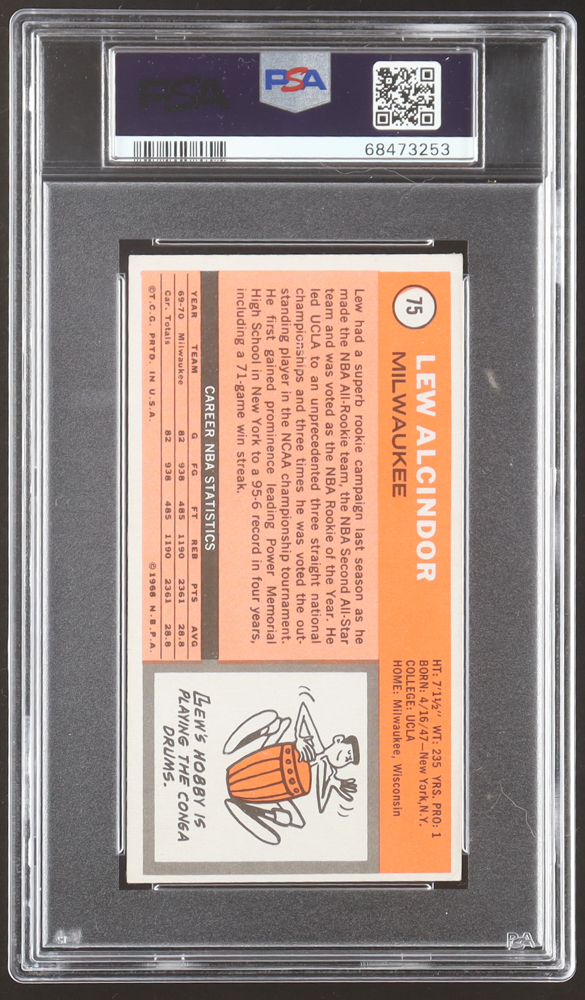 PSA
PSA
68473253
75
LEW ALCINDOR
MILWAUKEE
HT: 7'1½" WT: 235 YRS. PRO: 1
BORN: 4/16/47—New York, N.Y.
COLLEGE: UCLA
HOME: Milwaukee, Wisconsin
Lew had a superb rookie campaign last season as he
made the NBA All-Rookie team, the NBA Second All-Star
team and was voted as the NBA Rookie of the Year. He
led UCLA to an unprecedented three straight national
championships and three times he was voted the out-
standing player in the NCAA championship tournament.
He first gained prominence leading Power Memorial
High School in New York to a 95-6 record in four years,
including a 71-game win streak.
CAREER NBA STATISTICS
YEAR TEAM G FG FT REB PTS AVG
69-70 Milwaukee 82 938 485 1190 2361 28.8
Car. Totals 82 938 485 1190 2361 28.8
©T.C.G. PRTD. IN U.S.A. ©1968 N.B.P.A.
LEW'S HOBBY IS
PLAYING THE CONGA
DRUMS.
PSA